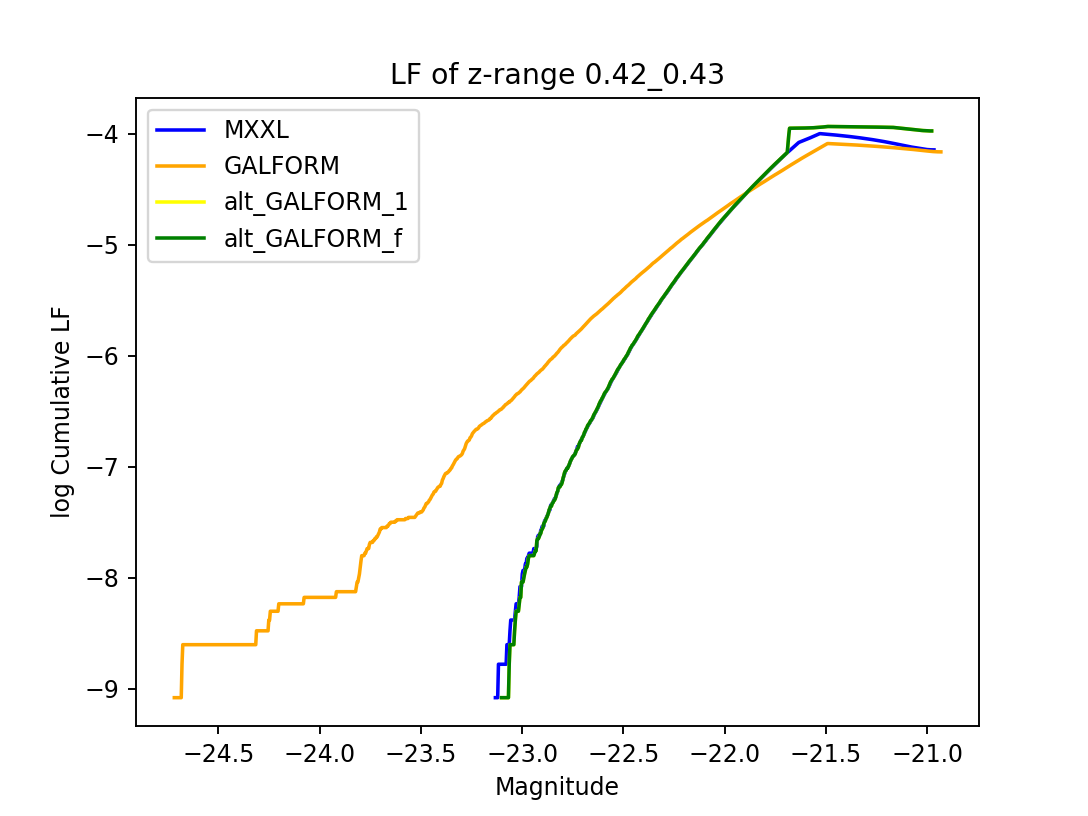 LF of z-range 0.42_0.43
MXXL
GALFORM
alt_GALFORM_1
alt_GALFORM_f
log Cumulative LF
−4
−5
−6
−7
−8
−9
−24.5 −24.0 −23.5 −23.0 −22.5 −22.0 −21.5 −21.0
Magnitude